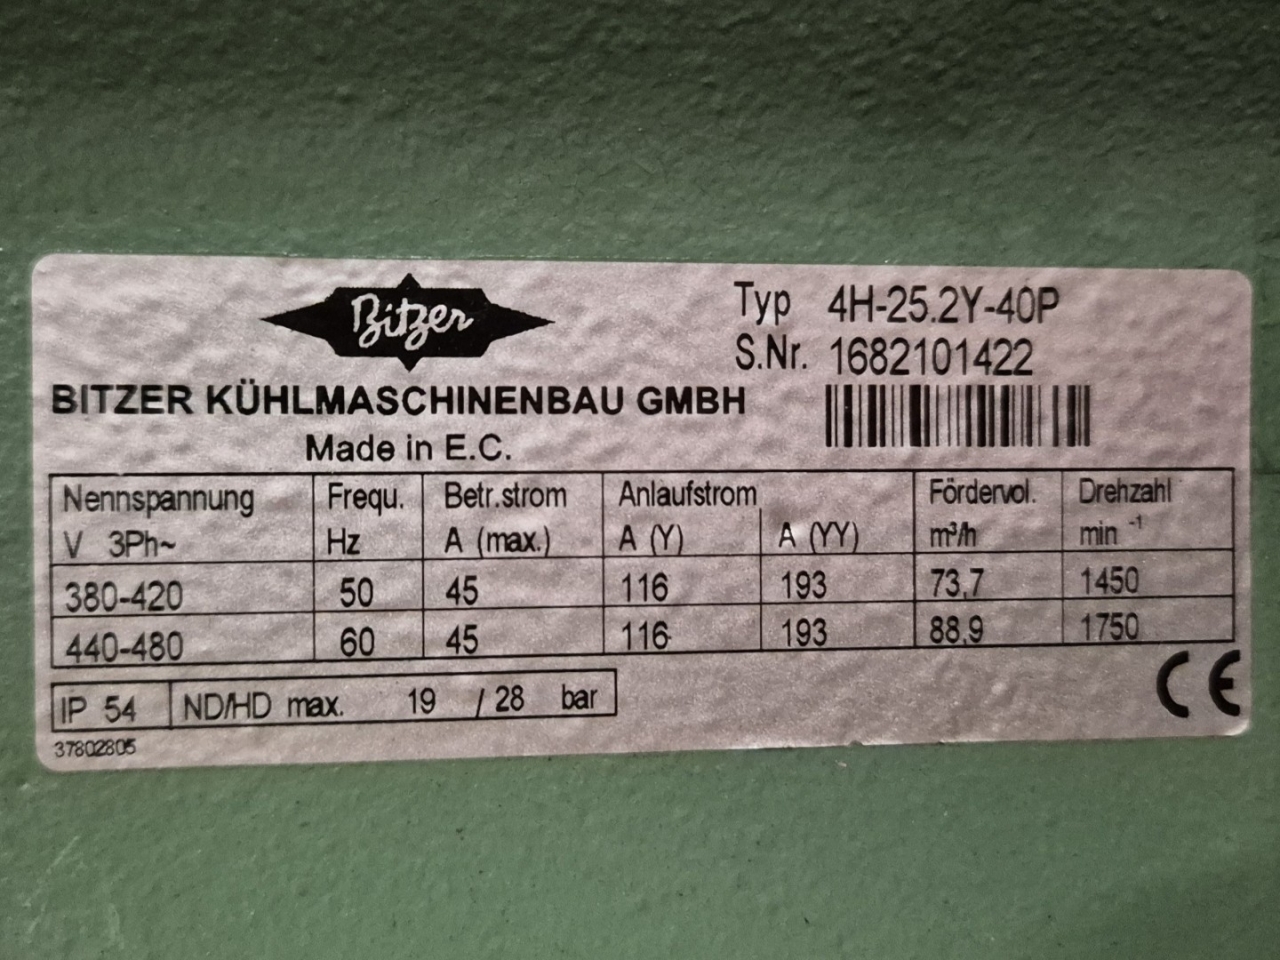 Bitzer
Typ 4H-25.2Y-40P
S.Nr. 1682101422
BITZER KÜHLMASCHINENBAU GMBH
Made in E.C.
Nennspannung Frequ. Betr.strom Anlaufstrom Fördervol. Drehzahl
V 3Ph~ Hz A (max.) A (Y) A (YY) m³/h min -1
380-420 50 45 116 193 73,7 1450
440-480 60 45 116 193 88,9 1750
IP 54 ND/HD max. 19 / 28 bar
CE
37802805